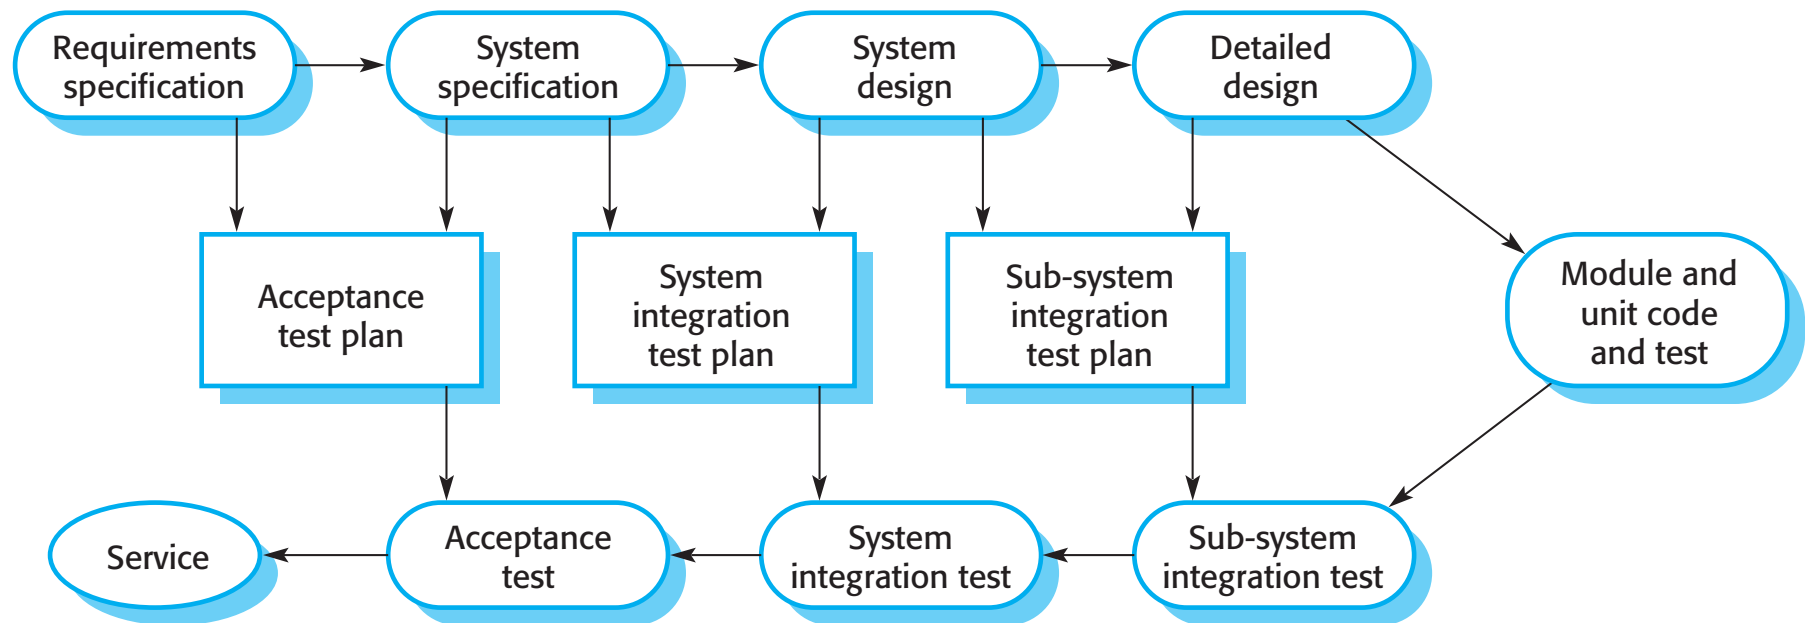 Requirements
specification
System
specification
System
design
Detailed
design
Acceptance
test plan
System
integration
test plan
Sub-system
integration
test plan
Module and
unit code
and test
Service
Acceptance
test
System
integration test
Sub-system
integration test